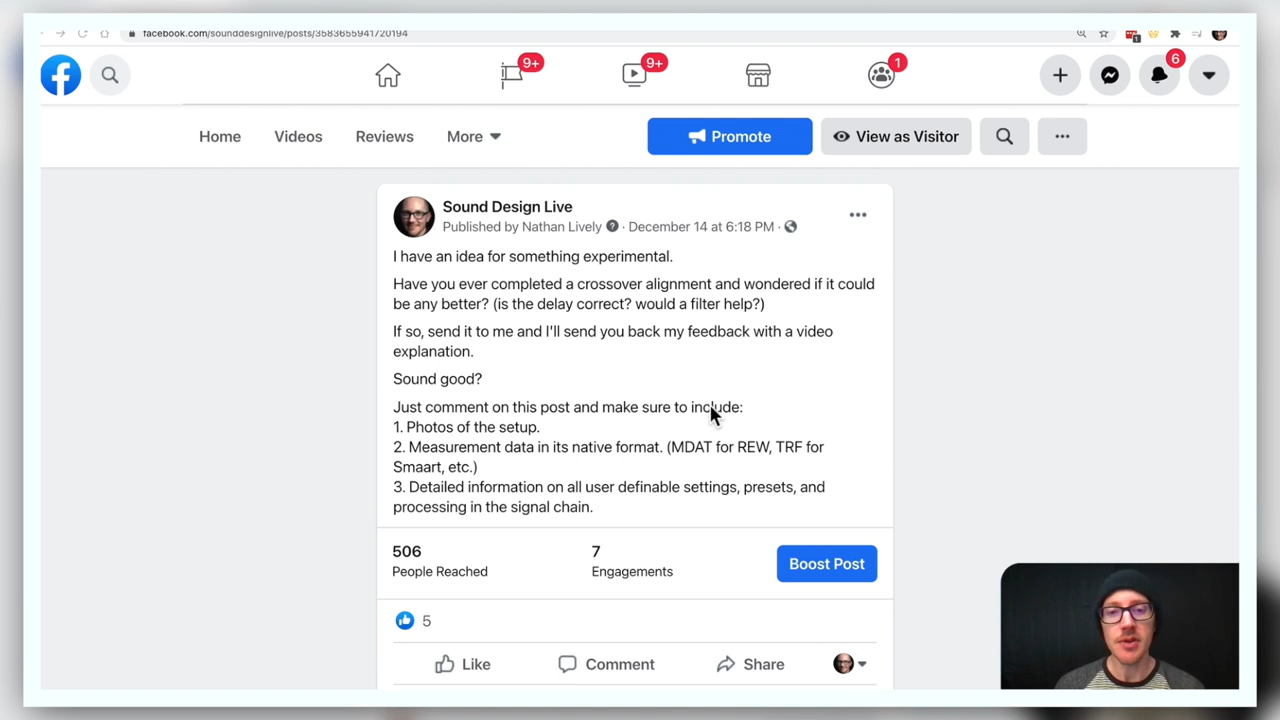 facebook.com/sounddesignlive/posts/3583655941720194
1
9+
9+
1
6
Home
Videos
Reviews
More
Promote
View as Visitor
Sound Design Live
Published by Nathan Lively · December 14 at 6:18 PM ·
I have an idea for something experimental.
Have you ever completed a crossover alignment and wondered if it could
be any better? (is the delay correct? would a filter help?)
If so, send it to me and I'll send you back my feedback with a video
explanation.
Sound good?
Just comment on this post and make sure to include:
1. Photos of the setup.
2. Measurement data in its native format. (MDAT for REW, TRF for
Smaart, etc.)
3. Detailed information on all user definable settings, presets, and
processing in the signal chain.
506
People Reached
7
Engagements
Boost Post
5
Like
Comment
Share